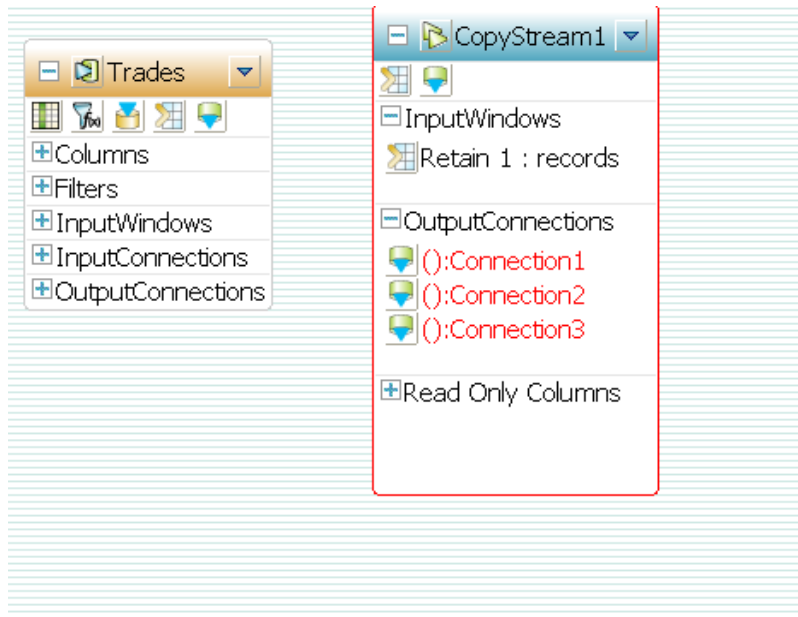 Trades
Columns
Filters
InputWindows
InputConnections
OutputConnections
CopyStream1
InputWindows
Retain 1 : records
OutputConnections
():Connection1
():Connection2
():Connection3
Read Only Columns